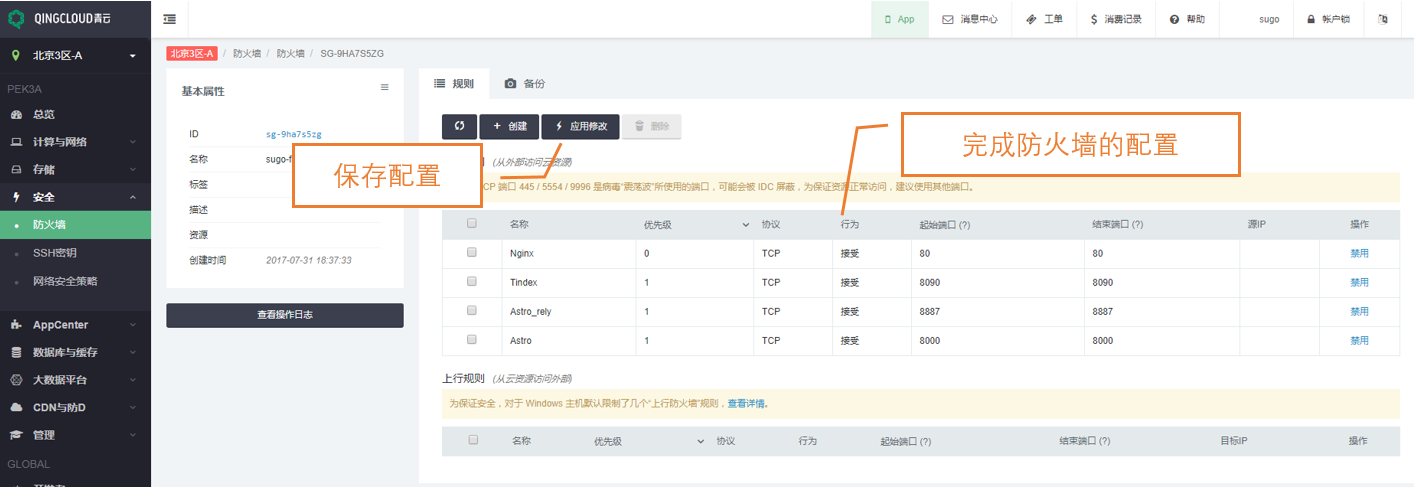 QINGCLOUD青云
App
消息中心
工单
消费记录
帮助
sugo
帐户锁
北京3区-A
PEK3A
总览
计算与网络
存储
安全
防火墙
SSH密钥
网络安全策略
AppCenter
数据库与缓存
大数据平台
CDN与防D
管理
GLOBAL
北京3区-A / 防火墙 / 防火墙 / SG-9HA7S5ZG
基本属性
ID sg-9ha7s5zg
名称
标签
描述
资源
创建时间 2017-07-31 18:37:33
查看操作日志
保存配置
完成防火墙的配置
规则
备份
创建
应用修改
删除
(从外部访问云资源)
CP 端口 445 / 5554 / 9996 是病毒“震荡波”所使用的端口，可能会被 IDC 屏蔽，为保证资源正常访问，建议使用其他端口。
名称 优先级 协议 行为 起始端口 (?) 结束端口 (?) 源IP 操作
Nginx 0 TCP 接受 80 80 禁用
Tindex 1 TCP 接受 8090 8090 禁用
Astro_rely 1 TCP 接受 8887 8887 禁用
Astro 1 TCP 接受 8000 8000 禁用
上行规则 (从云资源访问外部)
为保证安全，对于 Windows 主机默认限制了几个“上行防火墙”规则，查看详情。
名称 优先级 协议 行为 起始端口 (?) 结束端口 (?) 目标IP 操作